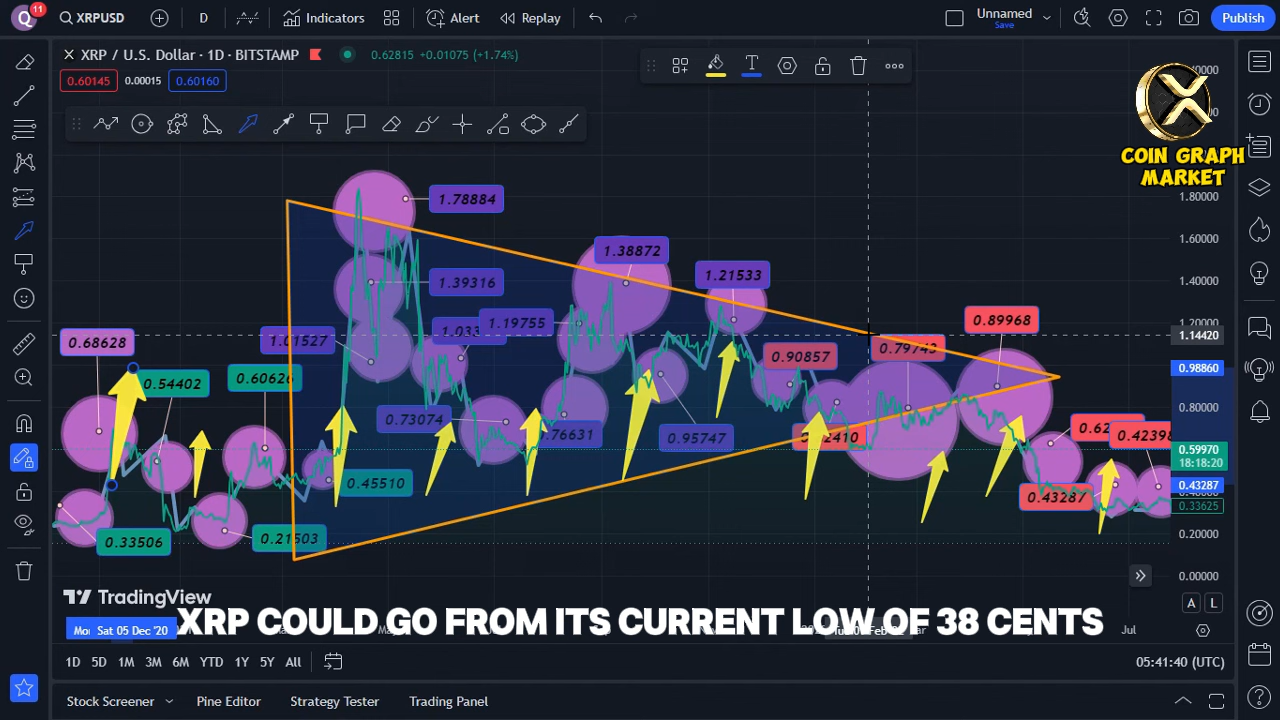 Q 11 XRPUSD D Indicators Alert Replay Unnamed Save Publish
XRP / U.S. Dollar · 1D · BITSTAMP 0.62815 +0.01075 (+1.74%)
0.60145 0.00015 0.60160
COIN GRAPH
MARKET
1.80000
1.60000
1.40000
1.20000
1.14420
0.98860
0.80000
0.59970
18:18:20
0.43287
0.33625
0.20000
0.00000
1.78884
1.38872
1.39316
1.21533
1.19755
0.89968
0.68628
0.79743
0.90857
0.54402
0.60626
0.73074
0.95747
0.42398
0.45510
0.43287
0.33506
0.21503
TradingView
A L
XRP COULD GO FROM ITS CURRENT LOW OF 38 CENTS
Sat 05 Dec '20
Jul
1D 5D 1M 3M 6M YTD 1Y 5Y All 05:41:40 (UTC)
Stock Screener Pine Editor Strategy Tester Trading Panel